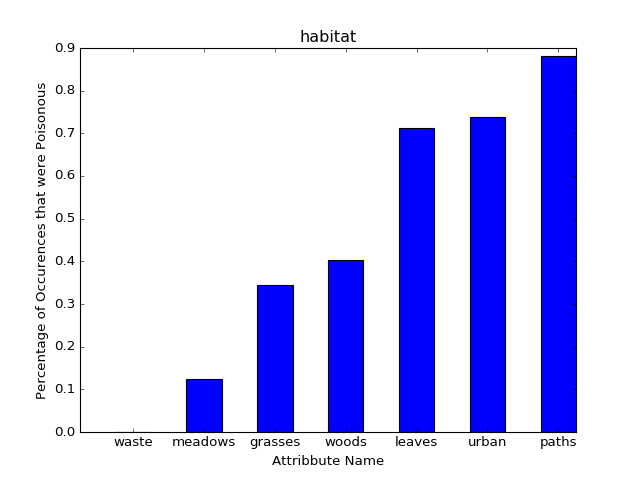 habitat
0.9
0.8
0.7
0.6
0.5
0.4
0.3
0.2
0.1
0.0
Percentage of Occurences that were Poisonous
waste meadows grasses woods leaves urban paths
Attribbute Name